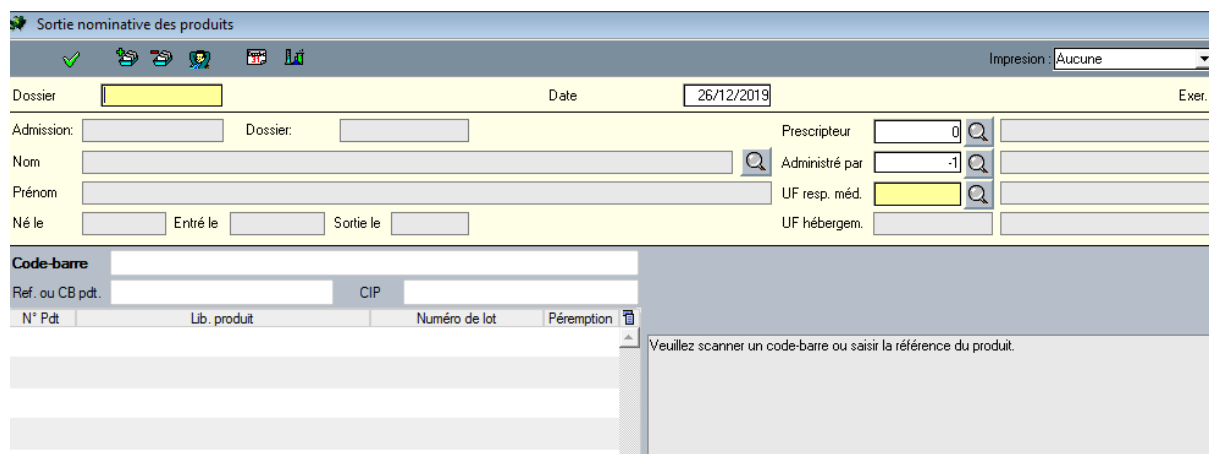 Sortie nominative des produits
Impresion : Aucune
Dossier Date 26/12/2019 Exer.
Admission: Dossier: Prescripteur 0
Nom Administré par -1
Prénom UF resp. méd.
Né le Entré le Sortie le UF hébergem.
Code-barre
Ref. ou CB pdt. CIP
N° Pdt Lib. produit Numéro de lot Péremption
Veuillez scanner un code-barre ou saisir la référence du produit.